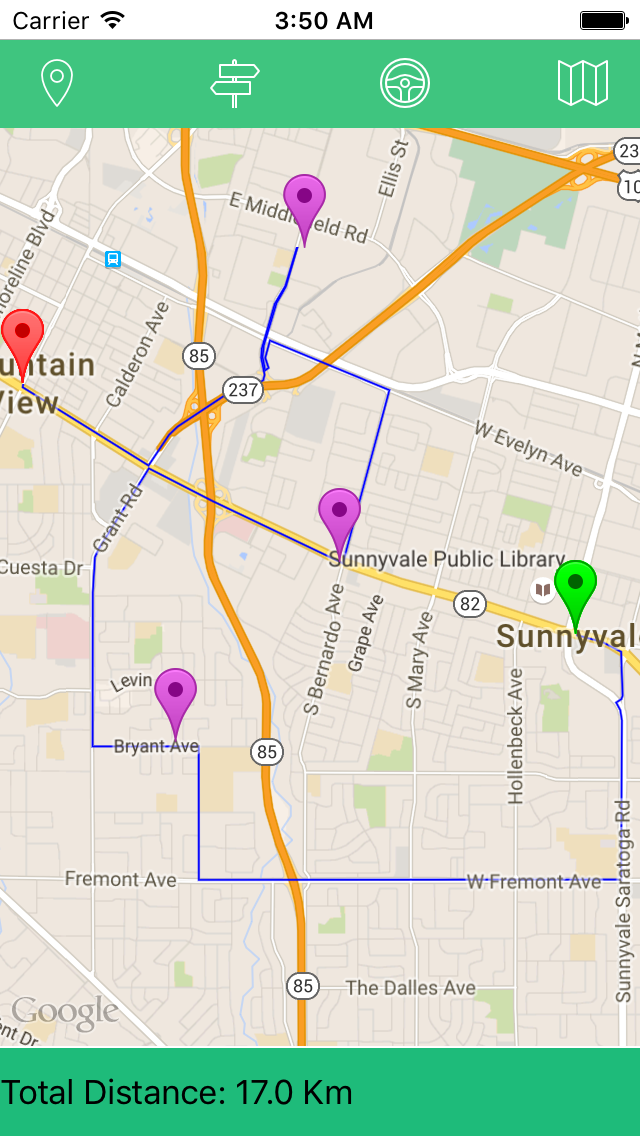 Carrier 3:50 AM
23
10
Ellis St
E Middlefield Rd
horeline Blvd
Calderon Ave
85
untain
View
237
W Evelyn Ave
Grant Rd
Cuesta Dr
Sunnyvale Public Library
82
Sunnyvale
S Bernardo Ave
Grape Ave
S Mary Ave
Hollenbeck Ave
Levin
Bryant Ave
85
Fremont Ave
W Fremont Ave
Sunnyvale Saratoga Rd
85
The Dalles Ave
Google
ent Dr
Total Distance: 17.0 Km